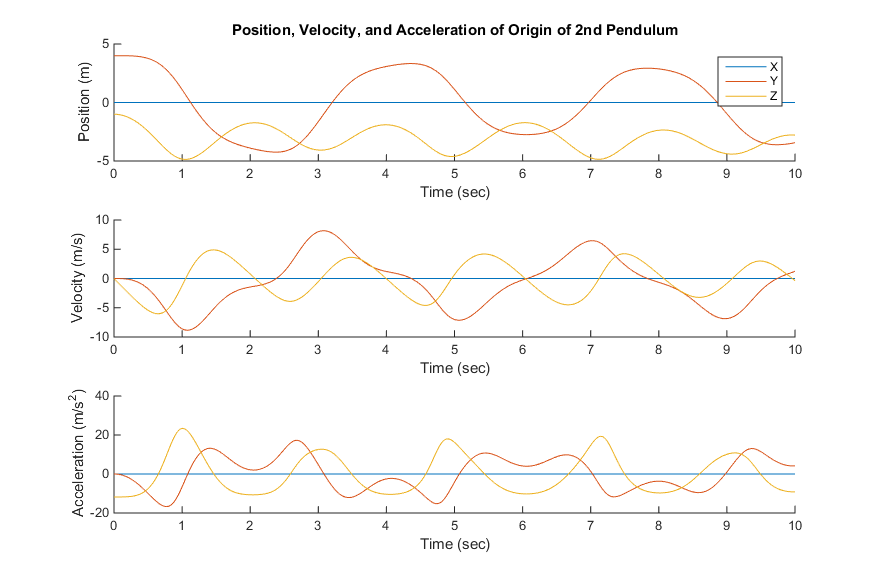 Position, Velocity, and Acceleration of Origin of 2nd Pendulum
5
0
-5
Position (m)
X
Y
Z
0 1 2 3 4 5 6 7 8 9 10
Time (sec)
10
5
0
-5
-10
Velocity (m/s)
0 1 2 3 4 5 6 7 8 9 10
Time (sec)
40
20
0
-20
Acceleration (m/s²)
0 1 2 3 4 5 6 7 8 9 10
Time (sec)